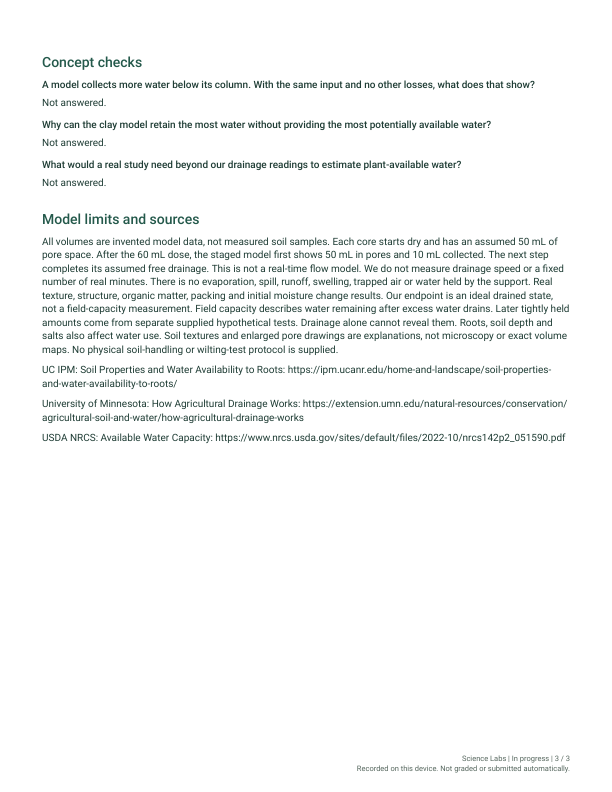 Concept checks
A model collects more water below its column. With the same input and no other losses, what does that show?
Not answered.
Why can the clay model retain the most water without providing the most potentially available water?
Not answered.
What would a real study need beyond our drainage readings to estimate plant-available water?
Not answered.
Model limits and sources
All volumes are invented model data, not measured soil samples. Each core starts dry and has an assumed 50 mL of
pore space. After the 60 mL dose, the staged model first shows 50 mL in pores and 10 mL collected. The next step
completes its assumed free drainage. This is not a real-time flow model. We do not measure drainage speed or a fixed
number of real minutes. There is no evaporation, spill, runoff, swelling, trapped air or water held by the support. Real
texture, structure, organic matter, packing and initial moisture change results. Our endpoint is an ideal drained state,
not a field-capacity measurement. Field capacity describes water remaining after excess water drains. Later tightly held
amounts come from separate supplied hypothetical tests. Drainage alone cannot reveal them. Roots, soil depth and
salts also affect water use. Soil textures and enlarged pore drawings are explanations, not microscopy or exact volume
maps. No physical soil-handling or wilting-test protocol is supplied.
UC IPM: Soil Properties and Water Availability to Roots: https://ipm.ucanr.edu/home-and-landscape/soil-properties-
and-water-availability-to-roots/
University of Minnesota: How Agricultural Drainage Works: https://extension.umn.edu/natural-resources/conservation/
agricultural-soil-and-water/how-agricultural-drainage-works
USDA NRCS: Available Water Capacity: https://www.nrcs.usda.gov/sites/default/files/2022-10/nrcs142p2_051590.pdf
Science Labs | In progress | 3 / 3
Recorded on this device. Not graded or submitted automatically.